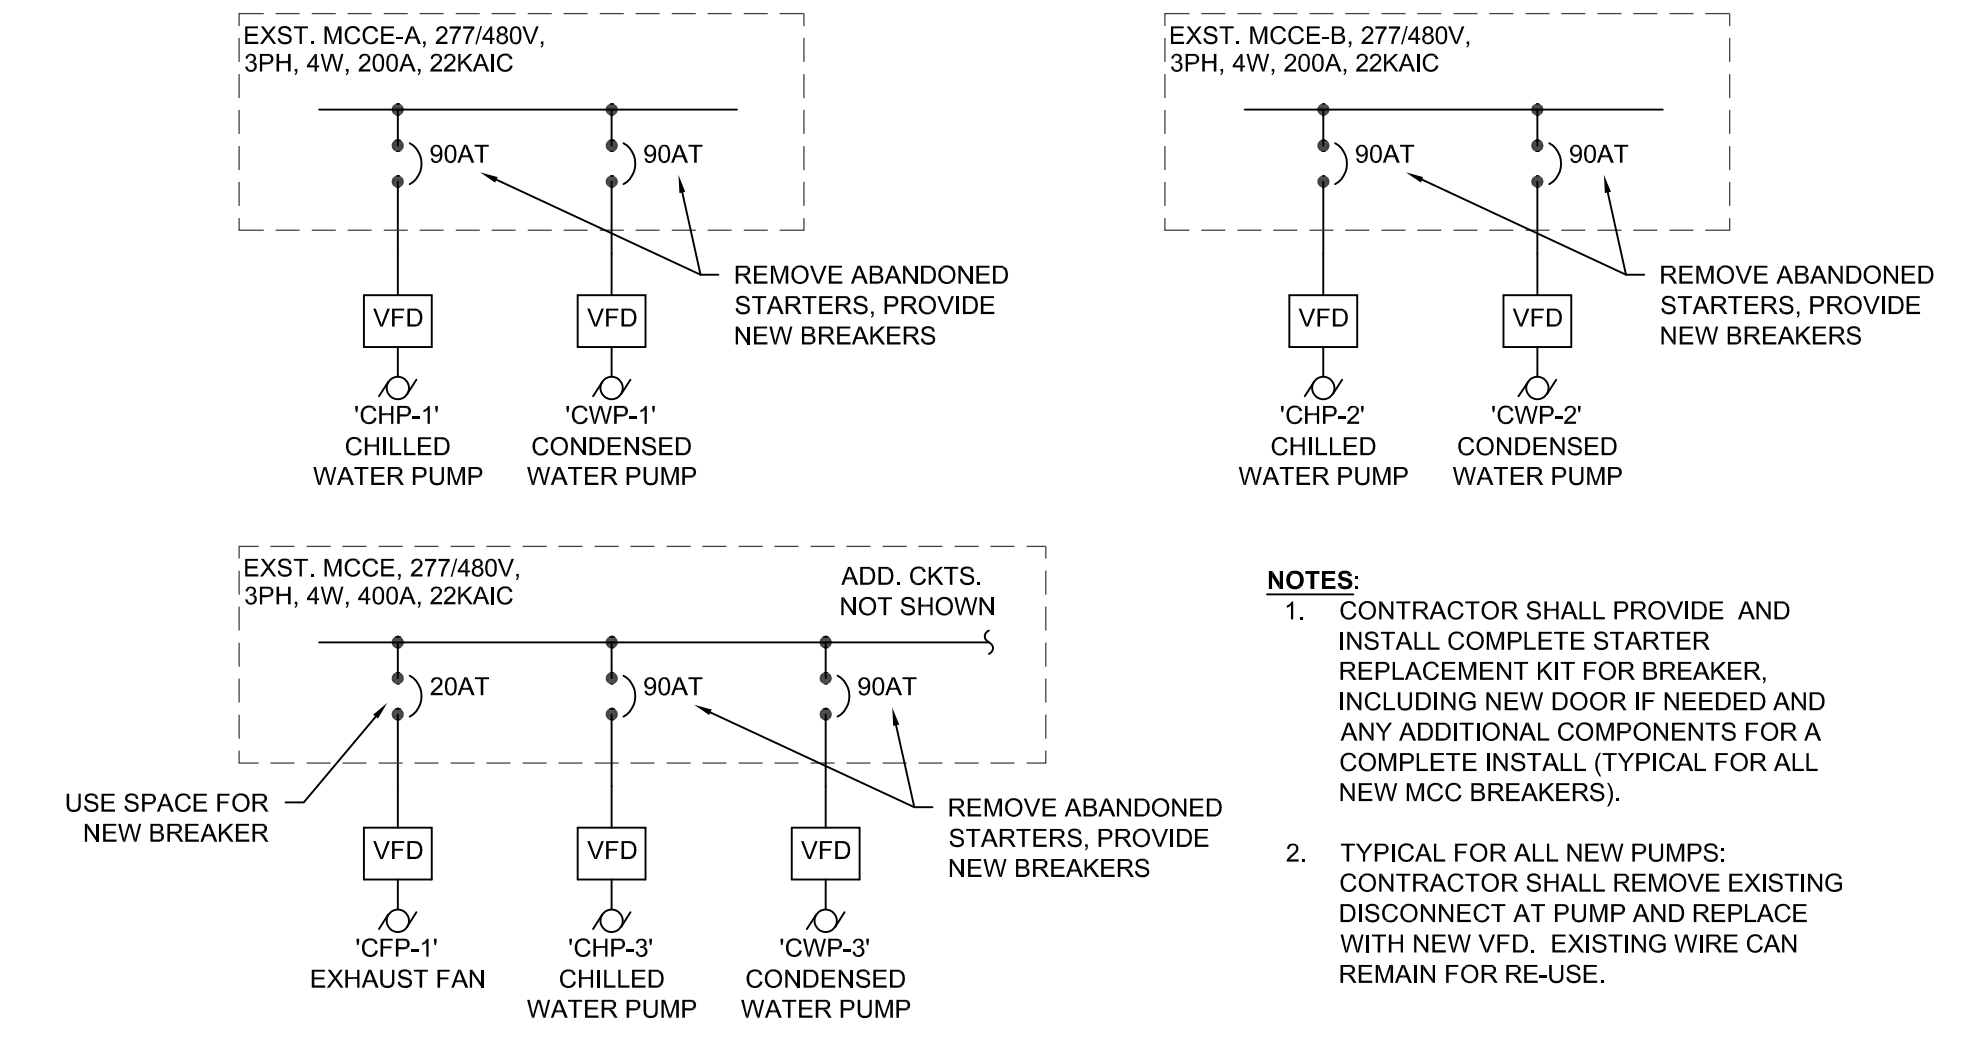 EXST. MCCE-A, 277/480V,
3PH, 4W, 200A, 22KAIC
90AT
90AT
REMOVE ABANDONED
STARTERS, PROVIDE
NEW BREAKERS
VFD
VFD
'CHP-1'
CHILLED
WATER PUMP
'CWP-1'
CONDENSED
WATER PUMP
EXST. MCCE-B, 277/480V,
3PH, 4W, 200A, 22KAIC
90AT
90AT
REMOVE ABANDONED
STARTERS, PROVIDE
NEW BREAKERS
VFD
VFD
'CHP-2'
CHILLED
WATER PUMP
'CWP-2'
CONDENSED
WATER PUMP
EXST. MCCE, 277/480V,
3PH, 4W, 400A, 22KAIC
ADD. CKTS.
NOT SHOWN
20AT
90AT
90AT
USE SPACE FOR
NEW BREAKER
REMOVE ABANDONED
STARTERS, PROVIDE
NEW BREAKERS
VFD
VFD
VFD
'CFP-1'
EXHAUST FAN
'CHP-3'
CHILLED
WATER PUMP
'CWP-3'
CONDENSED
WATER PUMP
NOTES:
1. CONTRACTOR SHALL PROVIDE AND
INSTALL COMPLETE STARTER
REPLACEMENT KIT FOR BREAKER,
INCLUDING NEW DOOR IF NEEDED AND
ANY ADDITIONAL COMPONENTS FOR A
COMPLETE INSTALL (TYPICAL FOR ALL
NEW MCC BREAKERS).
2. TYPICAL FOR ALL NEW PUMPS:
CONTRACTOR SHALL REMOVE EXISTING
DISCONNECT AT PUMP AND REPLACE
WITH NEW VFD. EXISTING WIRE CAN
REMAIN FOR RE-USE.